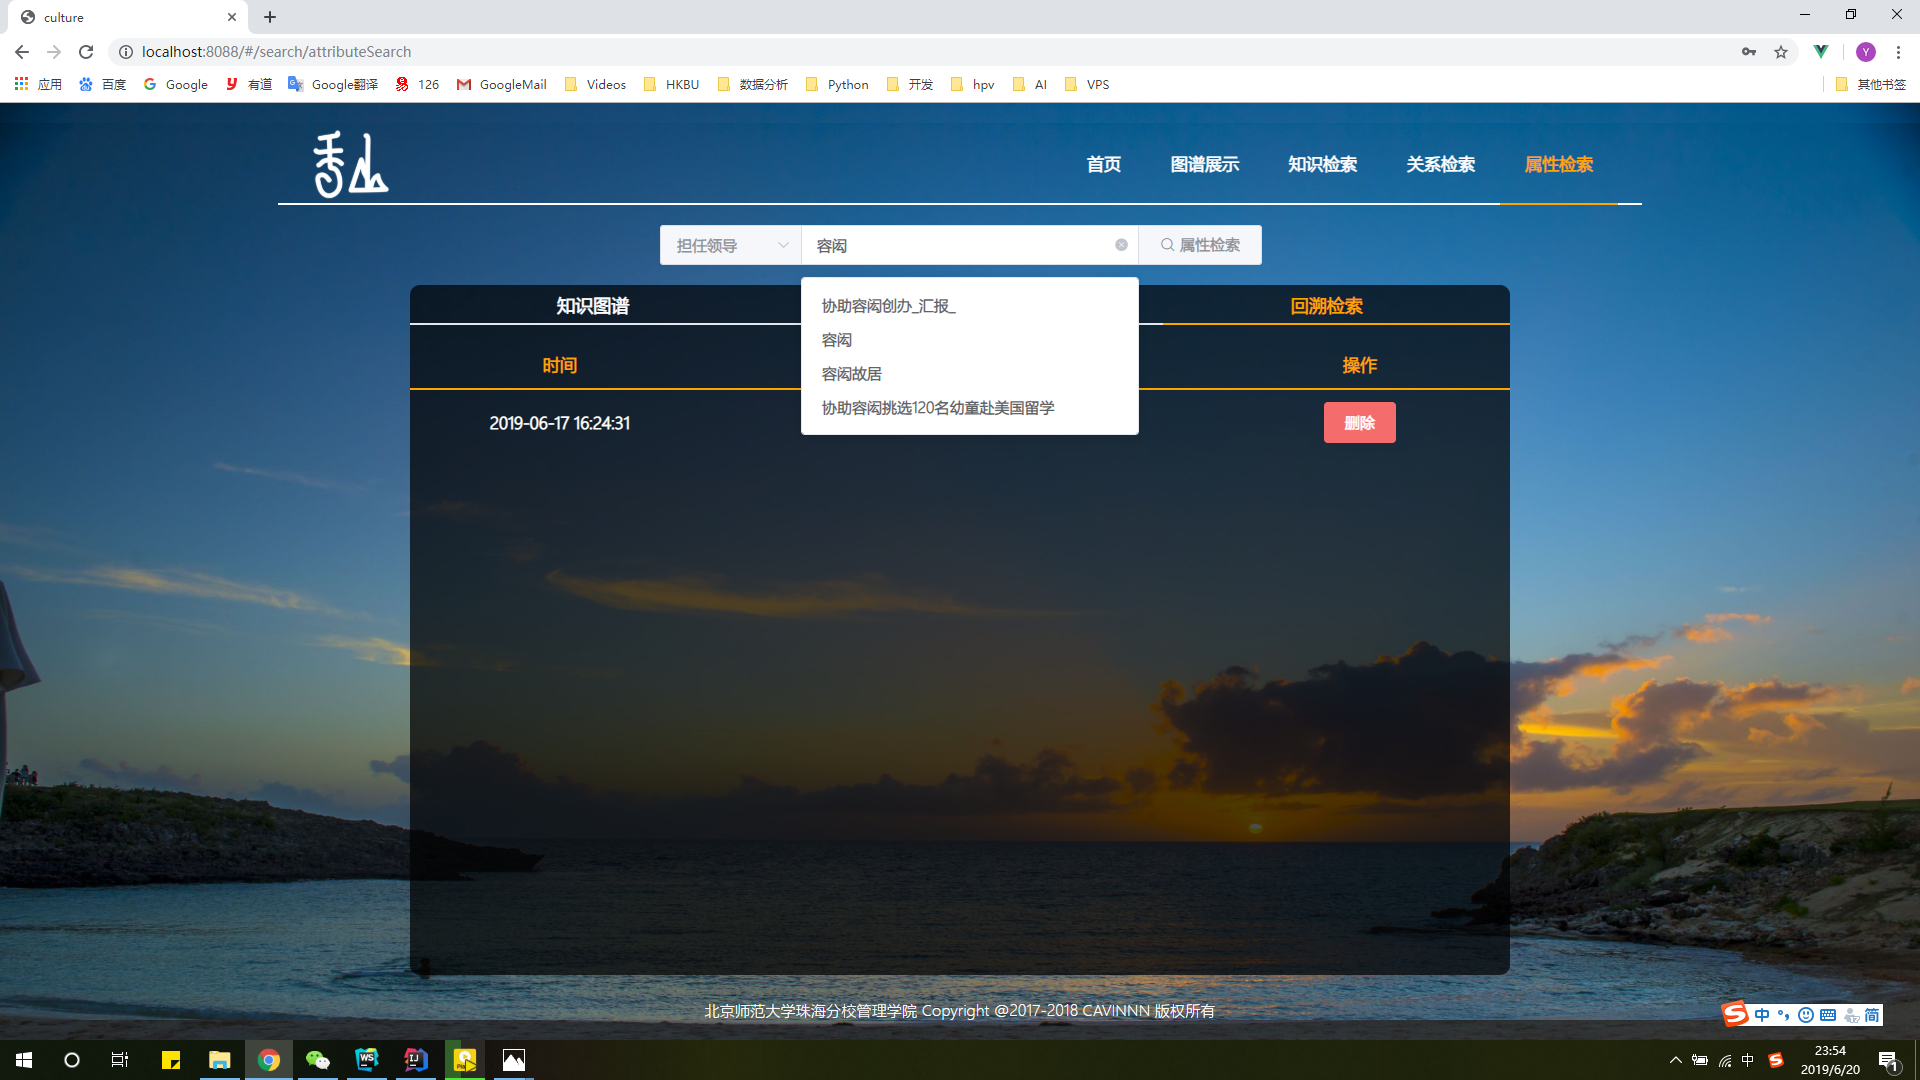 culture
localhost:8088/#/search/attributeSearch
应用 百度 Google 有道 Google翻译 126 GoogleMail Videos HKBU 数据分析 Python 开发 hpv AI VPS 其他书签
香山
首页 图谱展示 知识检索 关系检索 属性检索
担任领导 容闳 属性检索
知识图谱 回溯检索
协助容闳创办_汇报_
容闳
容闳故居
协助容闳挑选120名幼童赴美国留学
时间 操作
2019-06-17 16:24:31 删除
北京师范大学珠海分校管理学院 Copyright @2017-2018 CAVINNN 版权所有
中 简
中 23:54
2019/6/20